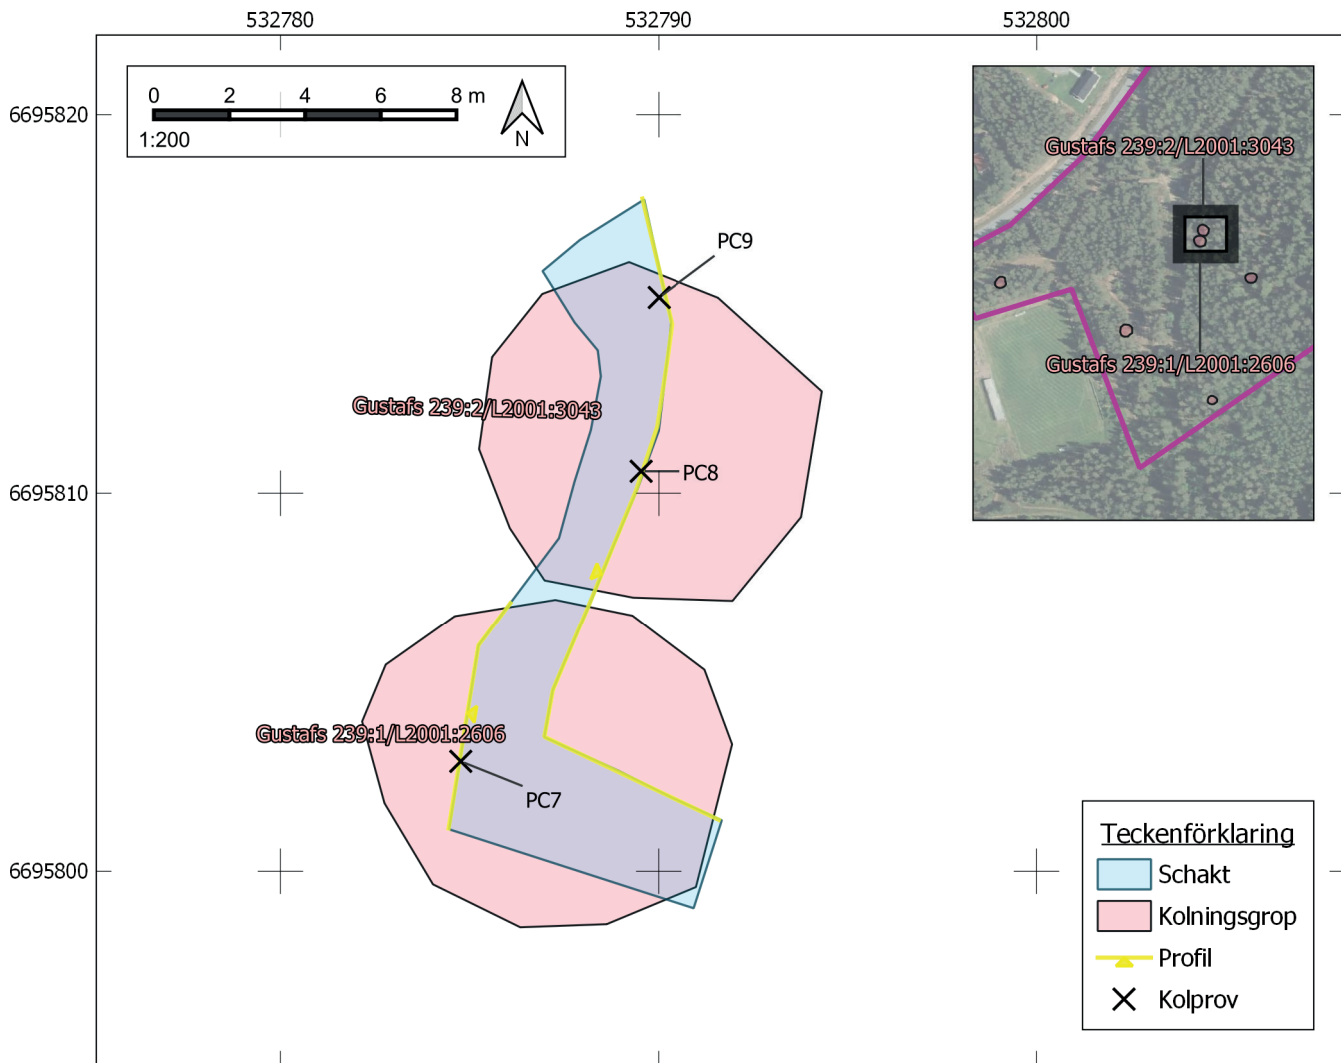 532780
532790
532800
6695820
6695810
6695800
0 2 4 6 8 m
1:200
N
Gustafs 239:2/L2001:3043
Gustafs 239:1/L2001:2606
PC9
Gustafs 239:2/L2001:3043
PC8
Gustafs 239:1/L2001:2606
PC7
Teckenförklaring
Schakt
Kolningsgrop
Profil
Kolprov